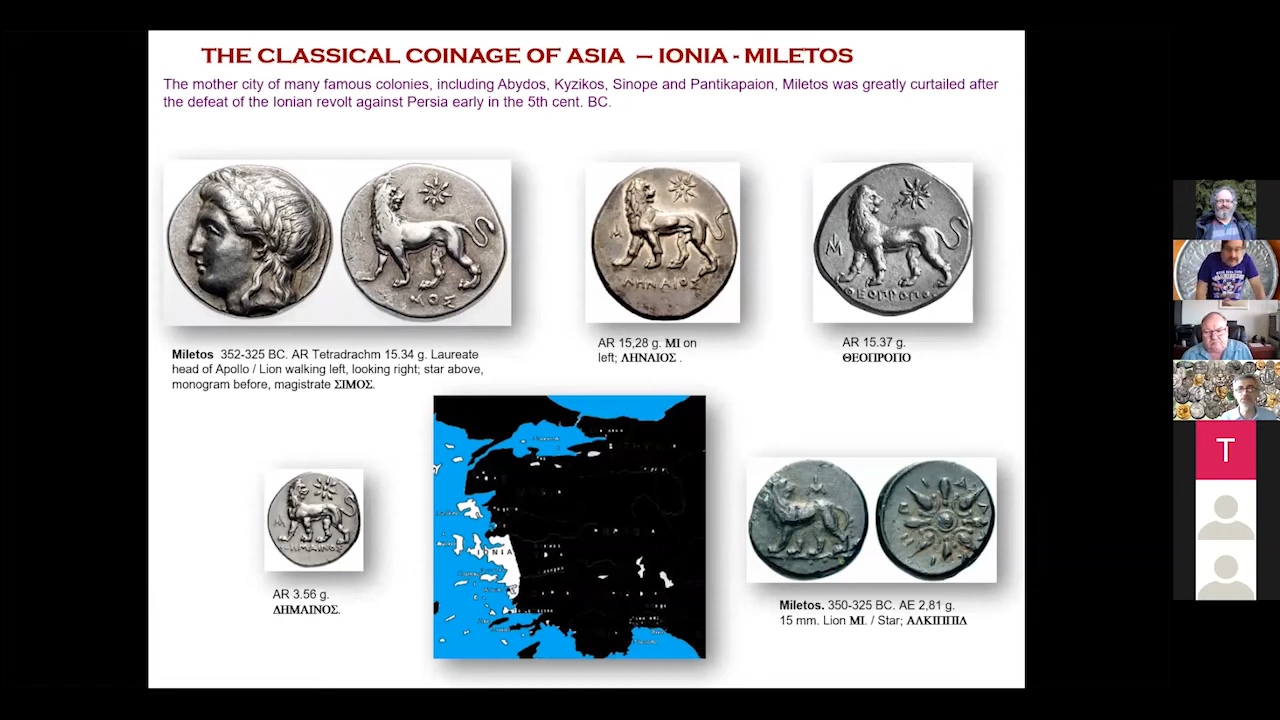 THE CLASSICAL COINAGE OF ASIA – IONIA - MILETOS
The mother city of many famous colonies, including Abydos, Kyzikos, Sinope and Pantikapaion, Miletos was greatly curtailed after
the defeat of the Ionian revolt against Persia early in the 5th cent. BC.
ΜΟΣ
ΛΗΝΑΙΟΣ
ΘΕΟΠΡΟΠΟ
Miletos 352-325 BC. AR Tetradrachm 15.34 g. Laureate
head of Apollo / Lion walking left, looking right; star above,
monogram before, magistrate ΣΙΜΟΣ.
AR 15,28 g. ΜΙ on
left; ΛΗΝΑΙΟΣ .
AR 15.37 g.
ΘΕΟΠΡΟΠΟ
IONIA
AR 3.56 g.
ΔΗΜΑΙΝΟΣ.
Miletos. 350-325 BC. AE 2,81 g.
15 mm. Lion ΜΙ. / Star; ΑΛΚΙΠΠΙΔ
T